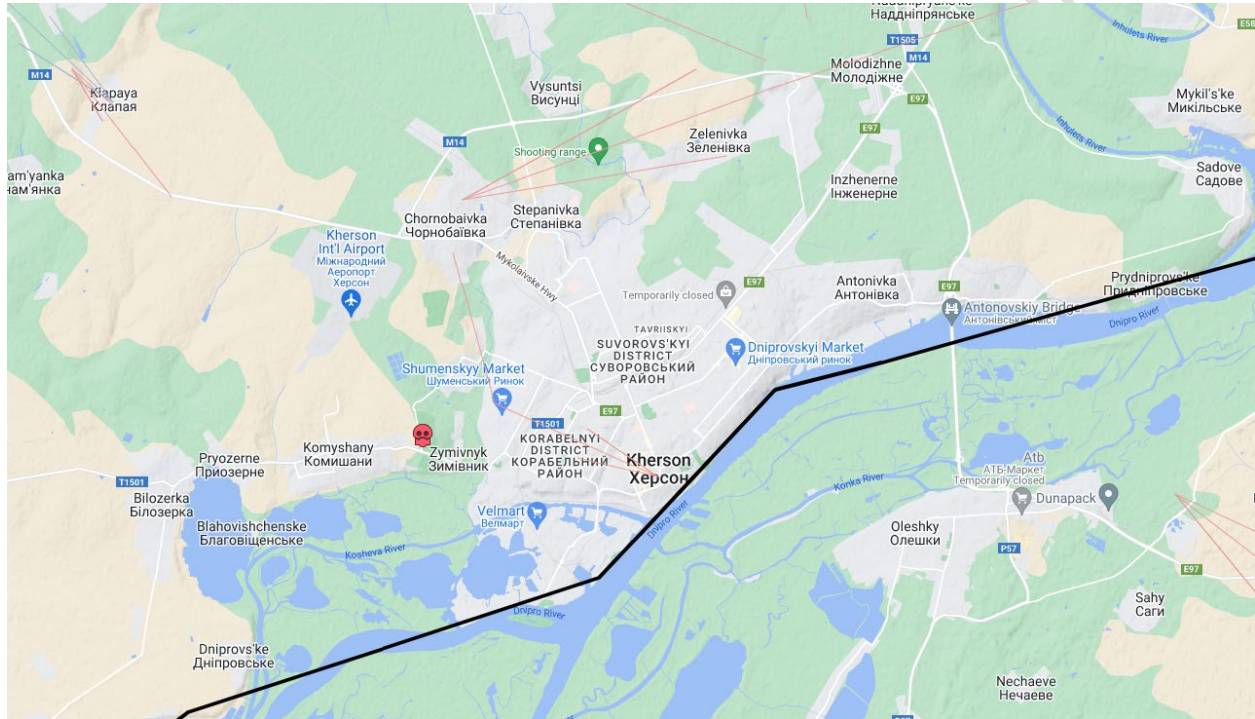 Наддніпрянське
T1505
M14
E58
Inhulets River
M14
Klapaya
Клапая
Vysuntsi
Висунці
Molodizhne
Молодіжне
E97
Mykil's'ke
Микільське
M14
Shooting range
Zelenivka
Зеленівка
E97
Inhulets River
Sadove
Садове
am'yanka
нам'янка
Inzhenerne
Інженерне
Chornobaivka
Чорнобаївка
Stepanivka
Степанівка
Kherson
Int'l Airport
Міжнародний
Аеропорт
Херсон
Mykolaivske Hwy
Temporarily closed
E97
Antonivka
Антонівка
E97
Prydniprovs'ke
Придніпровське
Antonovskiy Bridge
Dnipro River
TAVRIISKYI
SUVOROVS'KYI
DISTRICT
СУВОРОВСЬКИЙ
РАЙОН
Dniprovskyi Market
Дніпровський ринок
Shumenskyy Market
Шуменський Ринок
E97
T1501
KORABELNYI
DISTRICT
КОРАБЕЛЬНИЙ
РАЙОН
Kherson
Херсон
Komyshany
Комишани
Zymivnyk
Зимівник
Pryozerne
Приозерне
T1501
Bilozerka
Білозерка
Blahovishchenske
Благовіщенське
Kosheva River
Velmart
Велмарт
Dnipro River
Konka River
Atb
АТБ-Маркет
Temporarily closed
Dunapack
Oleshky
Олешки
P57
E97
Sahy
Саги
Dnipro River
Dniprovs'ke
Дніпровське
Nechaeve
Нечаеве